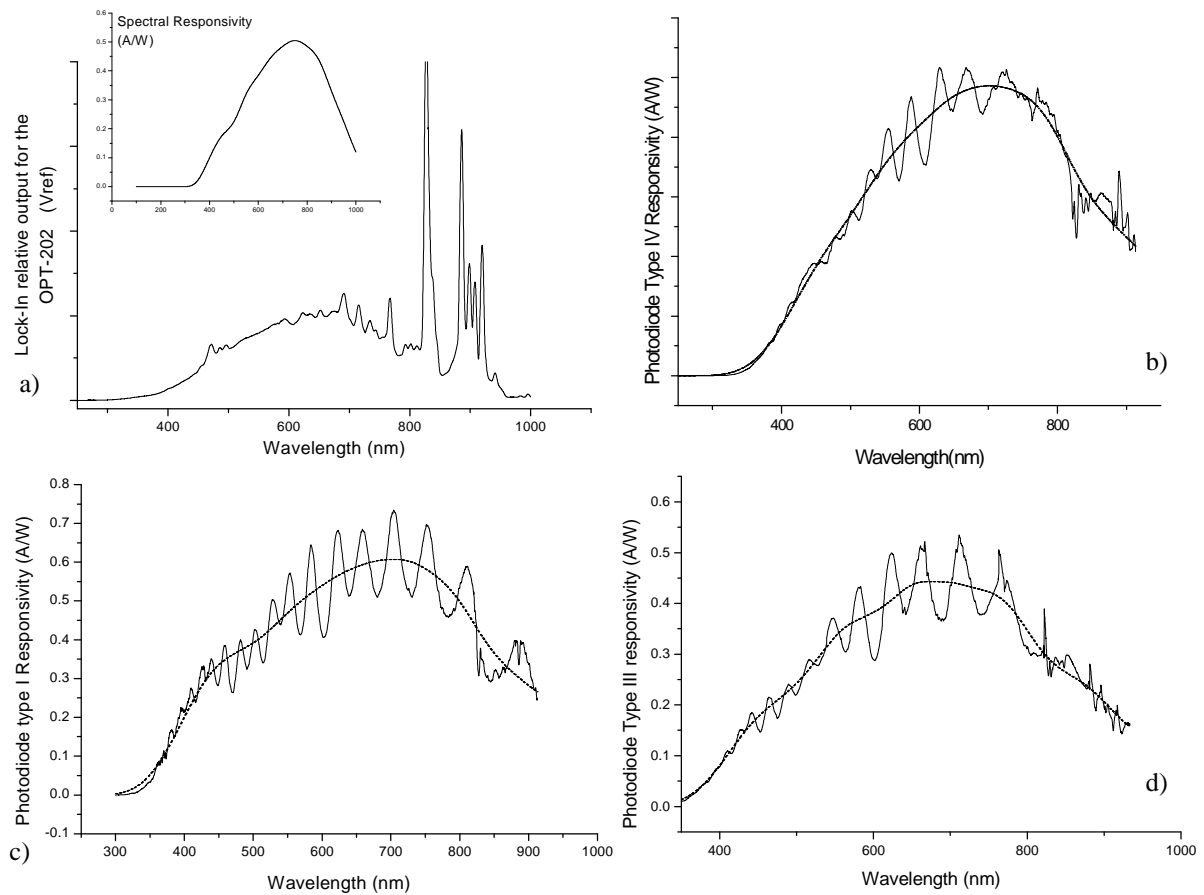 Spectral Responsivity
(A/W)
0.6
0.5
0.4
0.3
0.2
0.1
0.0
0 200 400 600 800 1000
Lock-In relative output for the
OPT-202 (Vref)
400 600 800 1000
Wavelength (nm)
a)
Photodiode Type IV Responsivity (A/W)
400 600 800
Wavelength(nm)
b)
Photodiode type I Responsivity (A/W)
0.8
0.7
0.6
0.5
0.4
0.3
0.2
0.1
0.0
-0.1
300 400 500 600 700 800 900 1000
Wavelength (nm)
c)
Photodiode Type III responsivity (A/W)
0.6
0.5
0.4
0.3
0.2
0.1
0.0
400 600 800 1000
Wavelength (nm)
d)